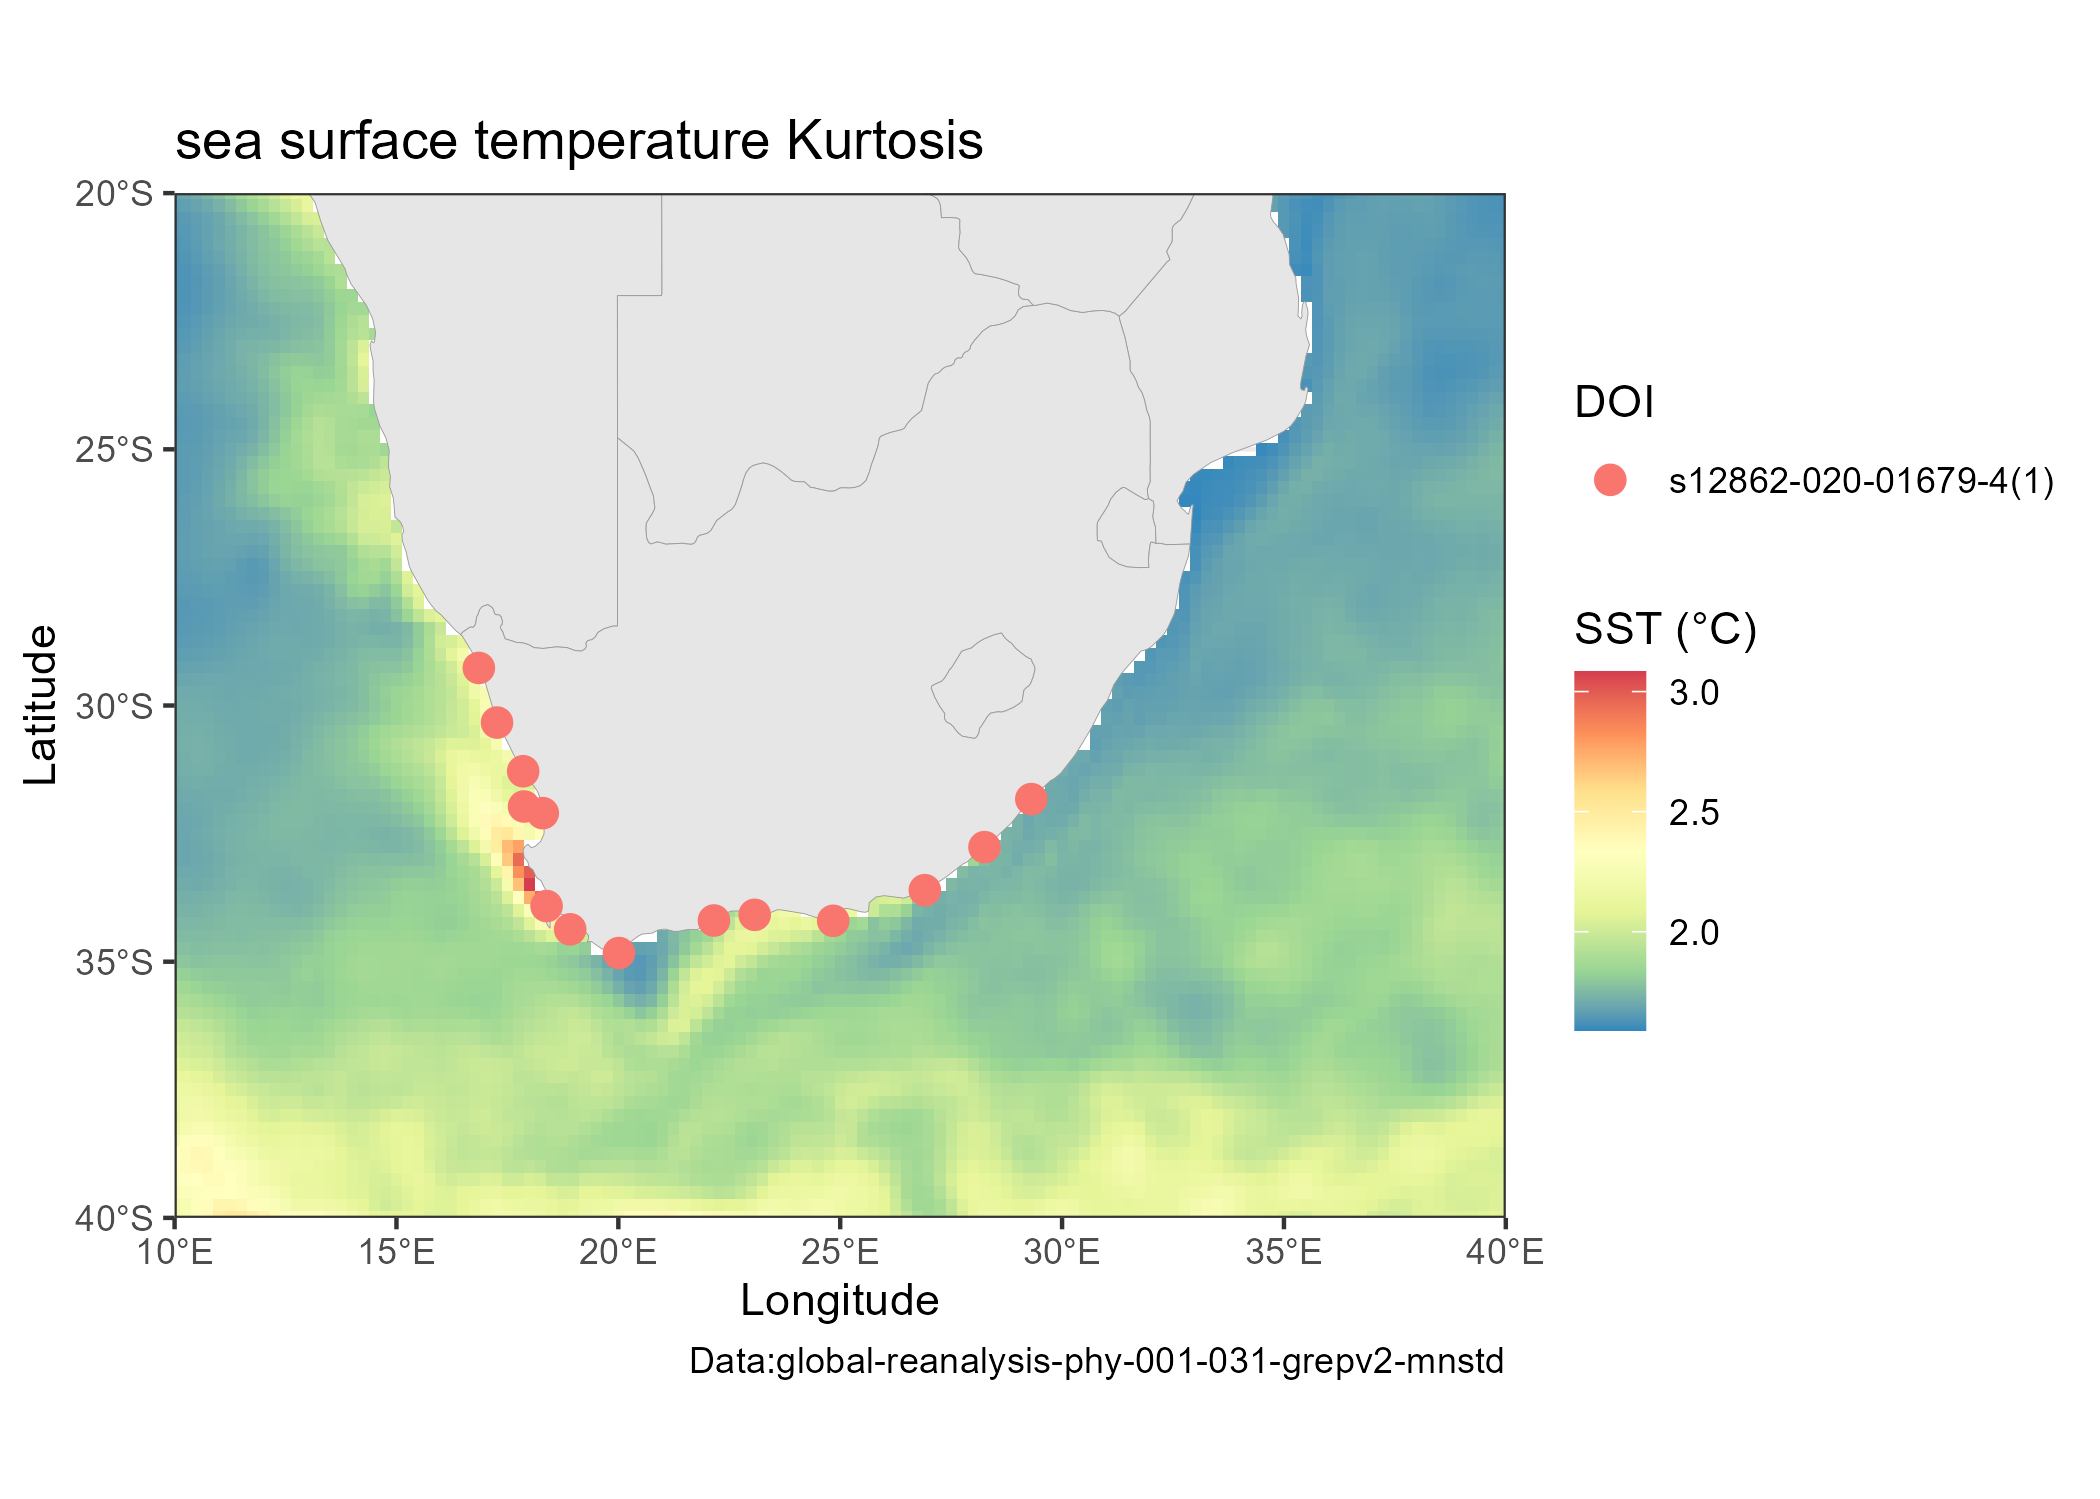 sea surface temperature Kurtosis
20°S
25°S
30°S
35°S
40°S
Latitude
10°E 15°E 20°E 25°E 30°E 35°E 40°E
Longitude
Data:global-reanalysis-phy-001-031-grepv2-mnstd
DOI
s12862-020-01679-4(1)
SST (°C)
3.0
2.5
2.0